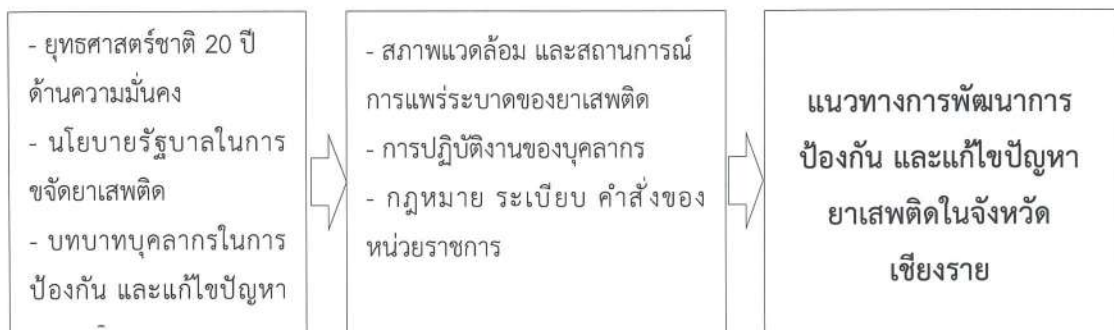 - ยุทธศาสตร์ชาติ 20 ปี
ด้านความมั่นคง
- นโยบายรัฐบาลในการ
ขจัดยาเสพติด
- บทบาทบุคลากรในการ
ป้องกัน และแก้ไขปัญหา
- สภาพแวดล้อม และสถานการณ์
การแพร่ระบาดของยาเสพติด
- การปฏิบัติงานของบุคลากร
- กฎหมาย ระเบียบ คำสั่งของ
หน่วยราชการ
แนวทางการพัฒนาการ
ป้องกัน และแก้ไขปัญหา
ยาเสพติดในจังหวัด
เชียงราย